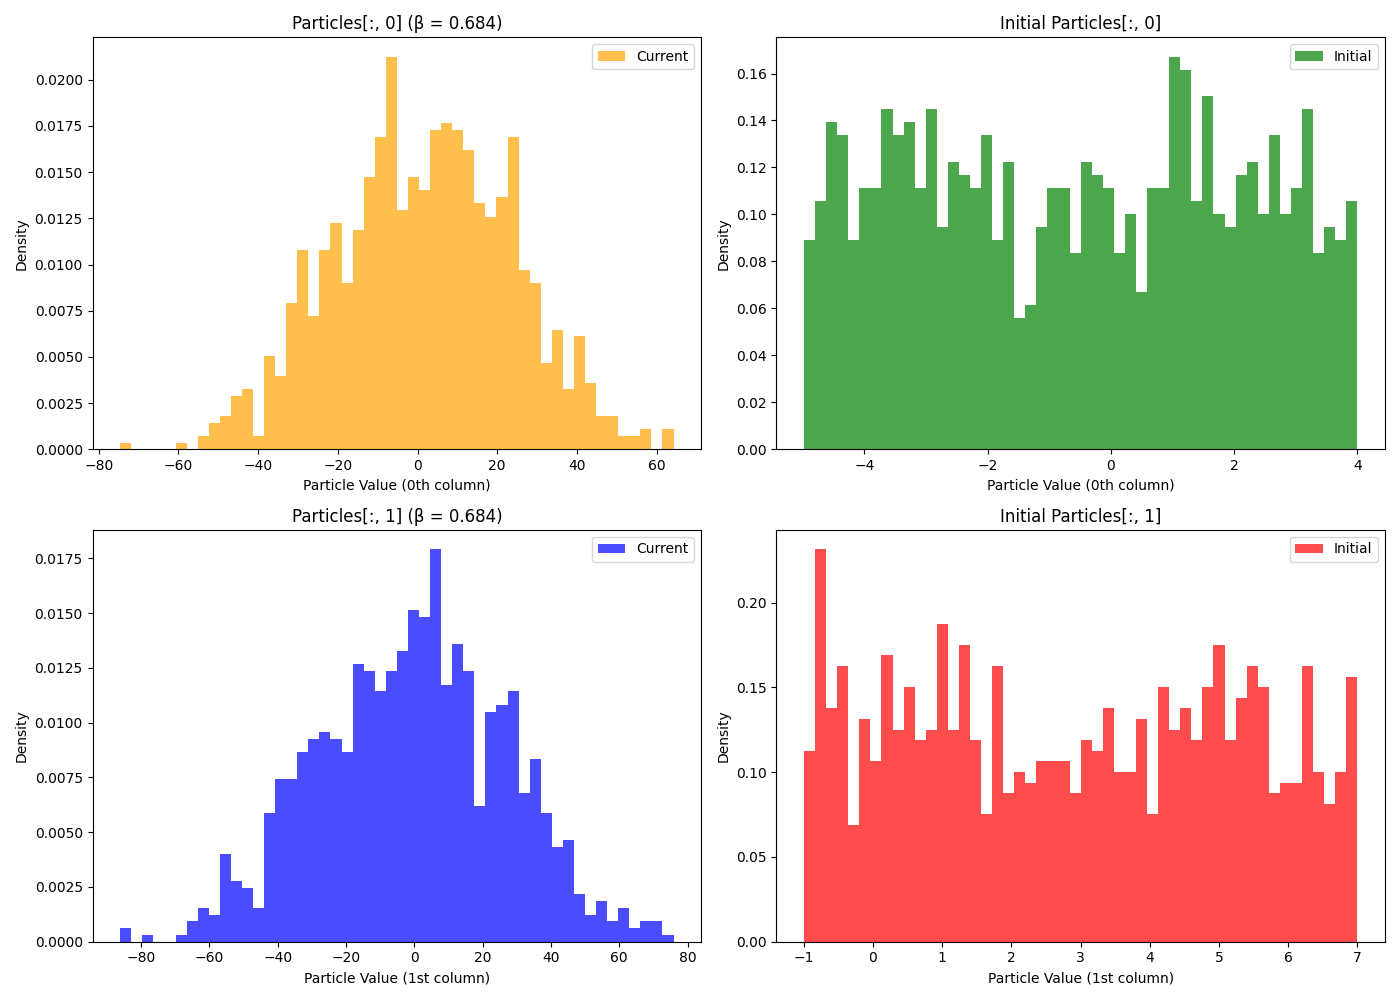 Particles[:, 0] (β = 0.684)
Current
0.0200
0.0175
0.0150
0.0125
0.0100
0.0075
0.0050
0.0025
0.0000
Density
−80 −60 −40 −20 0 20 40 60
Particle Value (0th column)
Initial Particles[:, 0]
Initial
0.16
0.14
0.12
0.10
0.08
0.06
0.04
0.02
0.00
Density
−4 −2 0 2 4
Particle Value (0th column)
Particles[:, 1] (β = 0.684)
Current
0.0175
0.0150
0.0125
0.0100
0.0075
0.0050
0.0025
0.0000
Density
−80 −60 −40 −20 0 20 40 60 80
Particle Value (1st column)
Initial Particles[:, 1]
Initial
0.20
0.15
0.10
0.05
0.00
Density
−1 0 1 2 3 4 5 6 7
Particle Value (1st column)